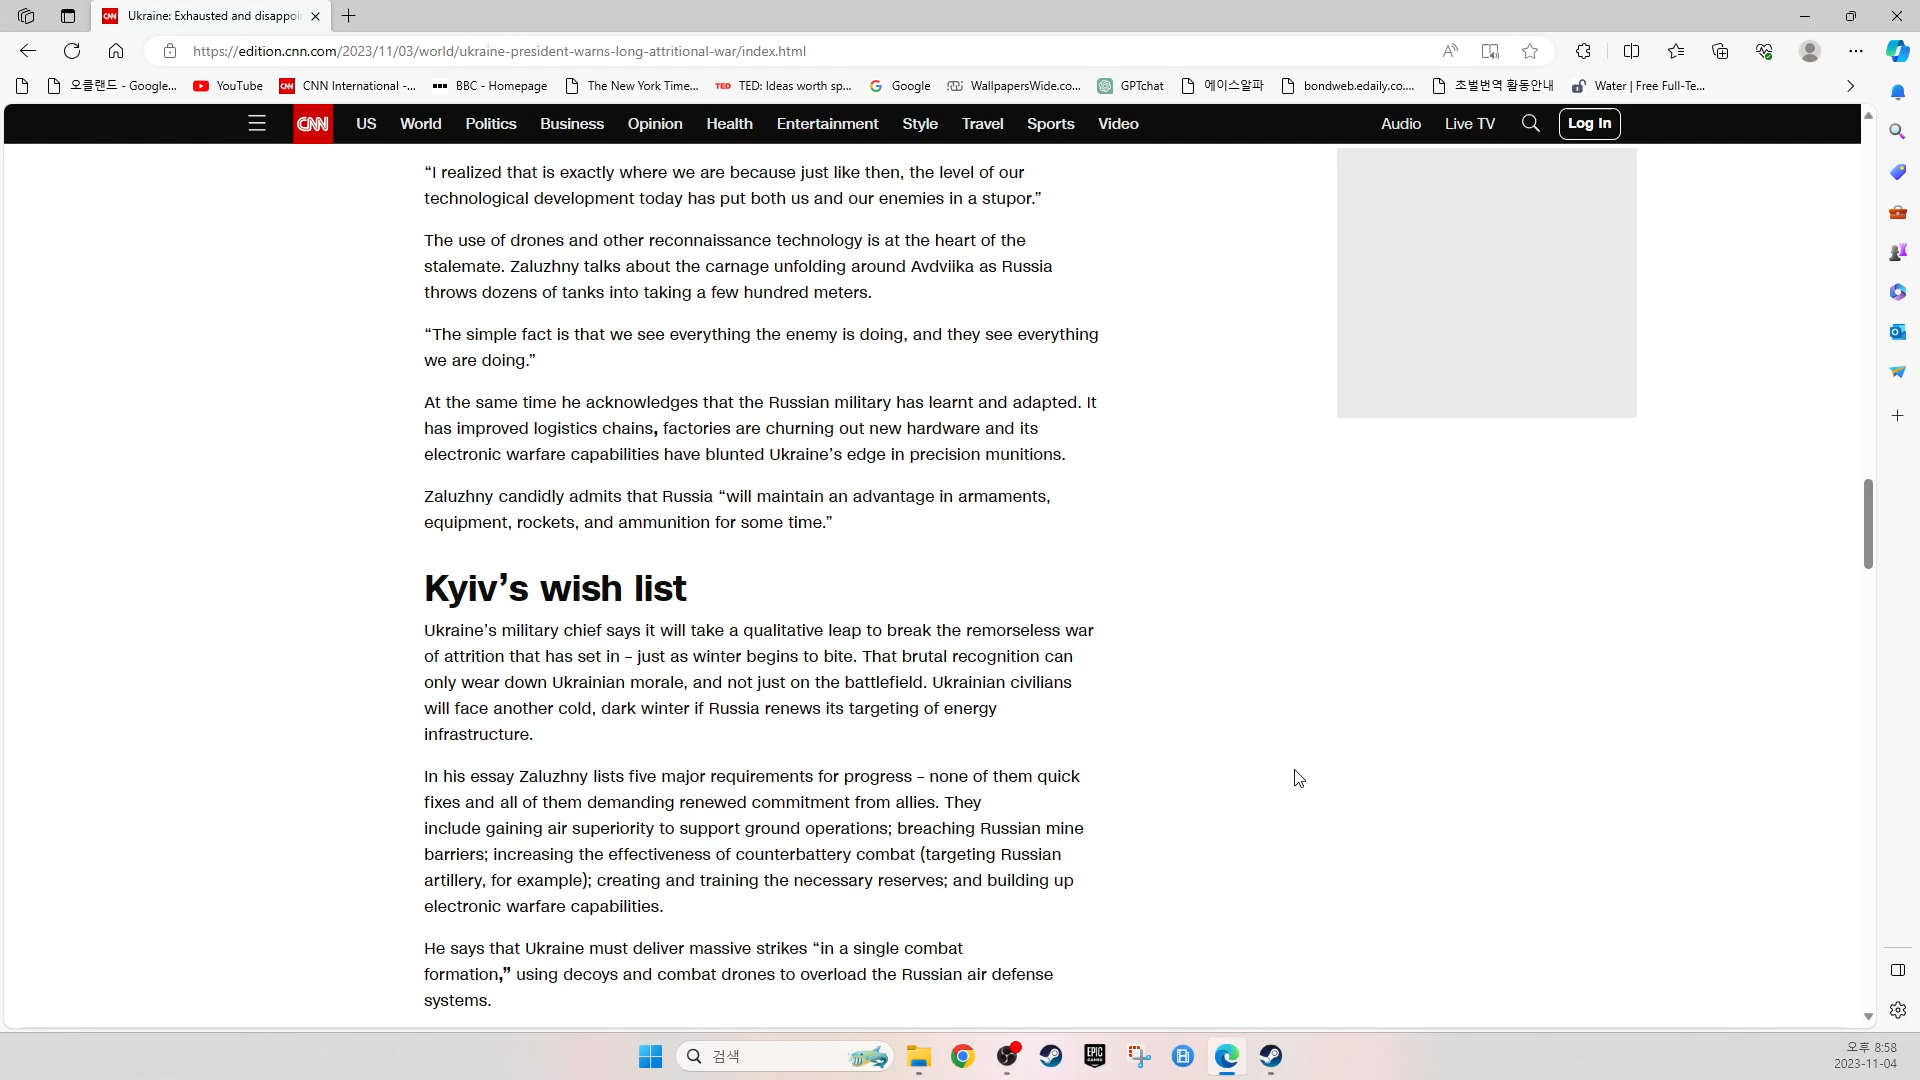 Ukraine: Exhausted and disappoi
https://edition.cnn.com/2023/11/03/world/ukraine-president-warns-long-attritional-war/index.html
오클랜드 - Google... YouTube CNN International -... BBC - Homepage The New York Time... TED: Ideas worth sp... Google WallpapersWide.co... GPTchat 에이스알파 bondweb.edaily.co.... 초벌번역 활동안내 Water | Free Full-Te...
CNN US World Politics Business Opinion Health Entertainment Style Travel Sports Video Audio Live TV Log In
“I realized that is exactly where we are because just like then, the level of our
technological development today has put both us and our enemies in a stupor.”
The use of drones and other reconnaissance technology is at the heart of the
stalemate. Zaluzhny talks about the carnage unfolding around Avdviika as Russia
throws dozens of tanks into taking a few hundred meters.
“The simple fact is that we see everything the enemy is doing, and they see everything
we are doing.”
At the same time he acknowledges that the Russian military has learnt and adapted. It
has improved logistics chains, factories are churning out new hardware and its
electronic warfare capabilities have blunted Ukraine’s edge in precision munitions.
Zaluzhny candidly admits that Russia “will maintain an advantage in armaments,
equipment, rockets, and ammunition for some time.”
Kyiv’s wish list
Ukraine’s military chief says it will take a qualitative leap to break the remorseless war
of attrition that has set in – just as winter begins to bite. That brutal recognition can
only wear down Ukrainian morale, and not just on the battlefield. Ukrainian civilians
will face another cold, dark winter if Russia renews its targeting of energy
infrastructure.
In his essay Zaluzhny lists five major requirements for progress – none of them quick
fixes and all of them demanding renewed commitment from allies. They
include gaining air superiority to support ground operations; breaching Russian mine
barriers; increasing the effectiveness of counterbattery combat (targeting Russian
artillery, for example); creating and training the necessary reserves; and building up
electronic warfare capabilities.
He says that Ukraine must deliver massive strikes “in a single combat
formation,” using decoys and combat drones to overload the Russian air defense
systems.
검색
EPIC GAMES
오후 8:58
2023-11-04